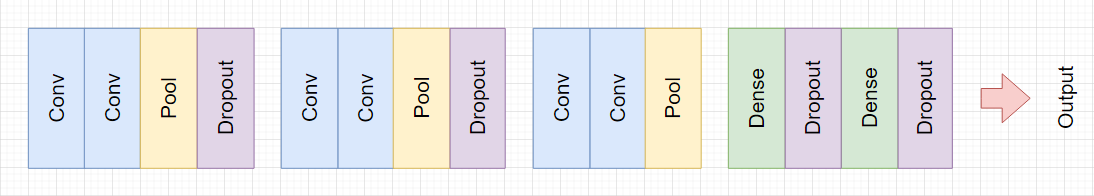 Conv
Conv
Pool
Dropout
Conv
Conv
Pool
Dropout
Conv
Conv
Pool
Dense
Dropout
Dense
Dropout
Output